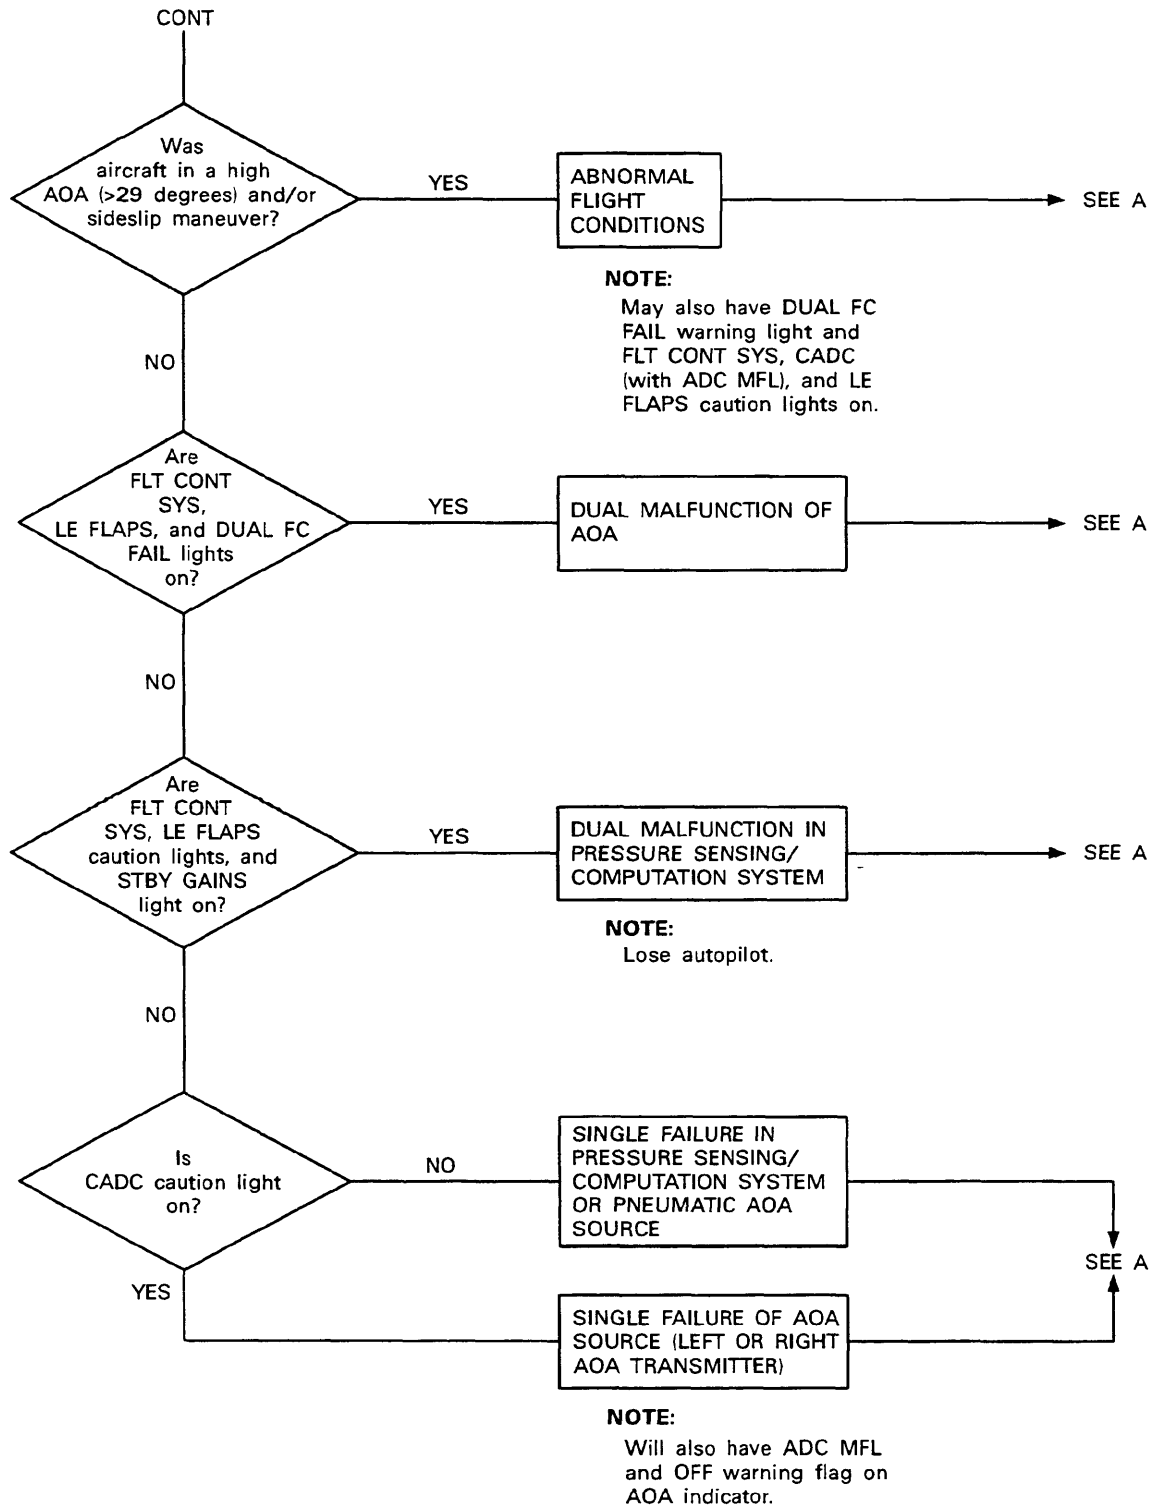 CONT
Was
aircraft in a high
AOA (>29 degrees) and/or
sideslip maneuver?
YES
ABNORMAL
FLIGHT
CONDITIONS
SEE A
NOTE:
May also have DUAL FC
FAIL warning light and
FLT CONT SYS, CADC
(with ADC MFL), and LE
FLAPS caution lights on.
NO
Are
FLT CONT
SYS,
LE FLAPS, and DUAL FC
FAIL lights
on?
YES
DUAL MALFUNCTION OF
AOA
SEE A
NO
Are
FLT CONT
SYS, LE FLAPS
caution lights, and
STBY GAINS
light on?
YES
DUAL MALFUNCTION IN
PRESSURE SENSING/
COMPUTATION SYSTEM
SEE A
NOTE:
Lose autopilot.
NO
Is
CADC caution light
on?
NO
SINGLE FAILURE IN
PRESSURE SENSING/
COMPUTATION SYSTEM
OR PNEUMATIC AOA
SOURCE
SEE A
YES
SINGLE FAILURE OF AOA
SOURCE (LEFT OR RIGHT
AOA TRANSMITTER)
NOTE:
Will also have ADC MFL
and OFF warning flag on
AOA indicator.